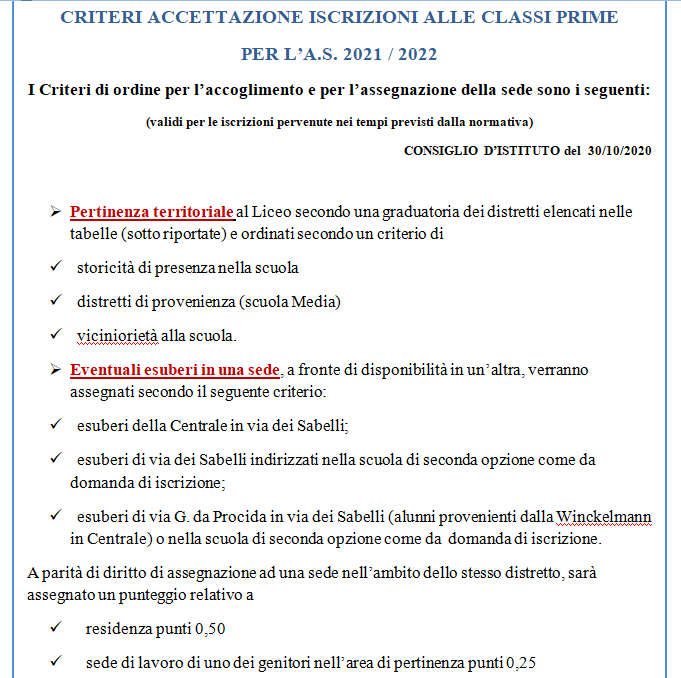 CRITERI ACCETTAZIONE ISCRIZIONI ALLE CLASSI PRIME
PER L'A.S. 2021 / 2022
I Criteri di ordine per l'accoglimento e per l'assegnazione della sede sono i seguenti:
(validi per le iscrizioni pervenute nei tempi previsti dalla normativa)
CONSIGLIO D'ISTITUTO del 30/10/2020
➢ Pertinenza territoriale al Liceo secondo una graduatoria dei distretti elencati nelle
tabelle (sotto riportate) e ordinati secondo un criterio di
✓ storicità di presenza nella scuola
✓ distretti di provenienza (scuola Media)
✓ viciniorietà alla scuola.
➢ Eventuali esuberi in una sede, a fronte di disponibilità in un'altra, verranno
assegnati secondo il seguente criterio:
✓ esuberi della Centrale in via dei Sabelli;
✓ esuberi di via dei Sabelli indirizzati nella scuola di seconda opzione come da
domanda di iscrizione;
✓ esuberi di via G. da Procida in via dei Sabelli (alunni provenienti dalla Winckelmann
in Centrale) o nella scuola di seconda opzione come da domanda di iscrizione.
A parità di diritto di assegnazione ad una sede nell'ambito dello stesso distretto, sarà
assegnato un punteggio relativo a
✓ residenza punti 0,50
✓ sede di lavoro di uno dei genitori nell'area di pertinenza punti 0,25